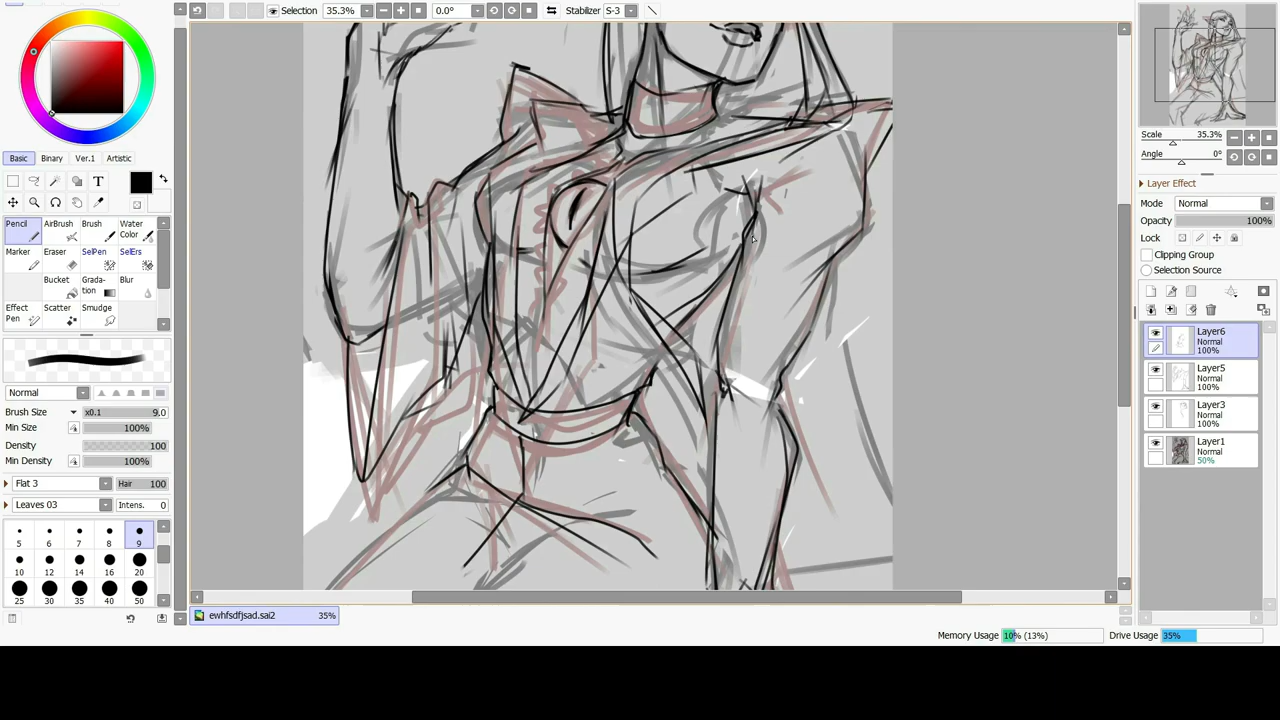 Selection 35.3% 0.0° Stabilizer S-3
Scale 35.3%
Angle 0°
Layer Effect
Mode Normal
Opacity 100%
Lock
Clipping Group
Selection Source
Layer6
Normal
100%
Layer5
Normal
100%
Layer3
Normal
100%
Layer1
Normal
50%
Basic Binary Ver.1 Artistic
T
Pencil AirBrush Brush Water Color
Marker Eraser SelPen SelErs
Bucket Grada-tion Blur
Effect Pen Scatter Smudge
Normal
Brush Size x0.1 9.0
Min Size 100%
Density 100
Min Density 100%
Flat 3 Hair 100
Leaves 03 Intens. 0
5 6 7 8 9
10 12 14 16 20
25 30 35 40 50
ewhfsdfjsad.sai2 35%
Memory Usage 10% (13%) Drive Usage 35%